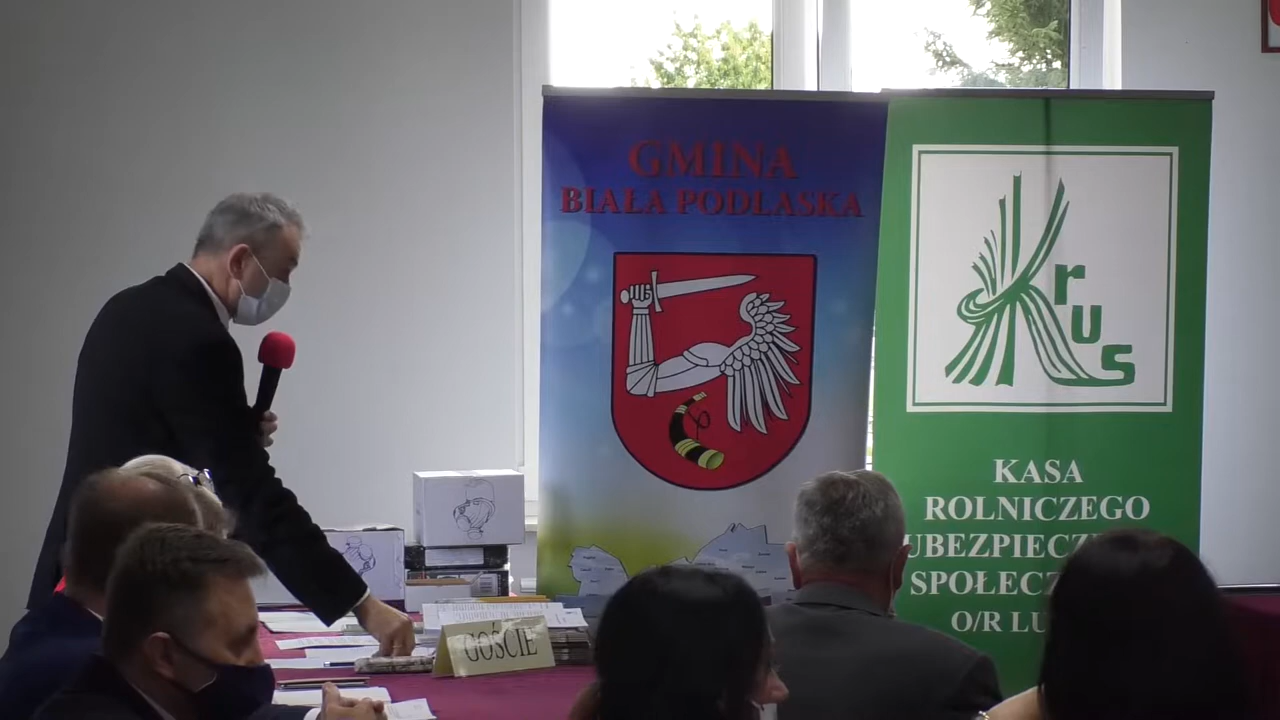 GMINA
BIAŁA PODLASKA
Krus
KASA
ROLNICZEGO
O/R
GOŚCIE